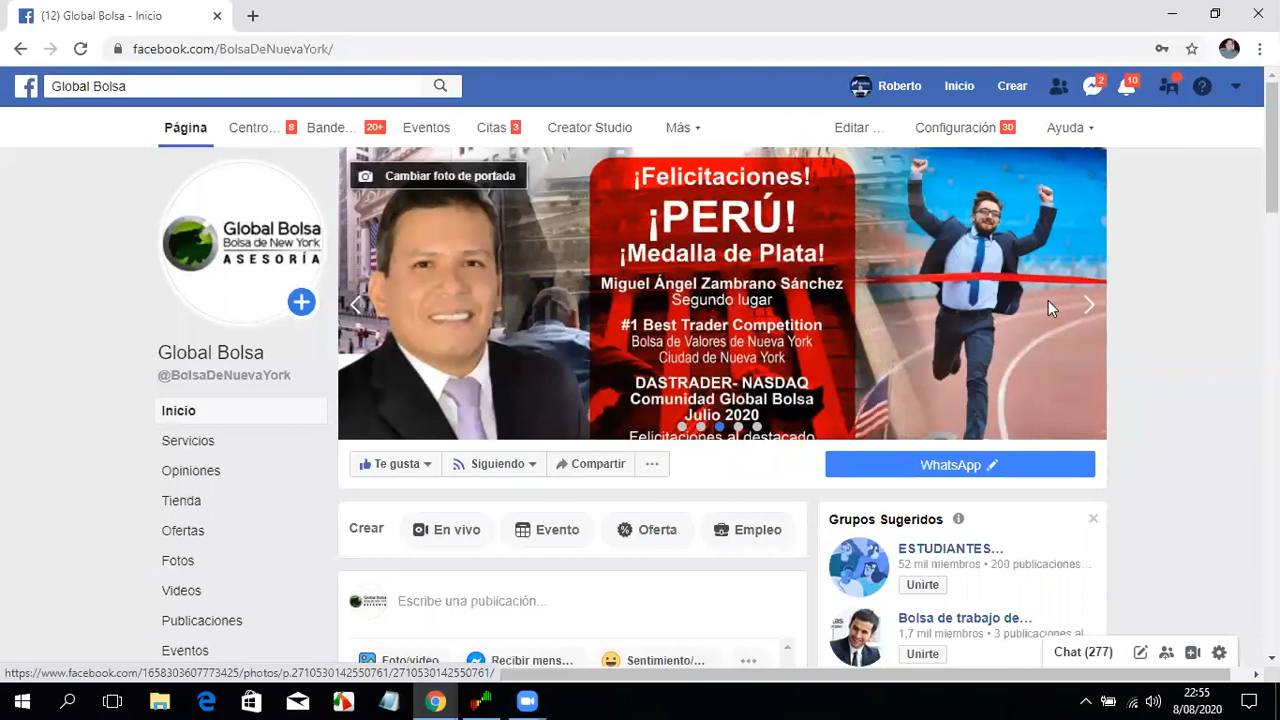 (12) Global Bolsa - Inicio
facebook.com/BolsaDeNuevaYork/
Global Bolsa
Roberto
Inicio
Crear
2
10
Página
Centro... 8
Bande... 20+
Eventos
Citas 3
Creator Studio
Más
Editar ...
Configuración 30
Ayuda
Cambiar foto de portada
Global Bolsa
Bolsa de New York
ASESORÍA
¡Felicitaciones!
¡PERÚ!
¡Medalla de Plata!
Miguel Ángel Zambrano Sánchez
Segundo lugar
#1 Best Trader Competition
Bolsa de Valores de Nueva York
Ciudad de Nueva York
DASTRADER- NASDAQ
Comunidad Global Bolsa
Julio 2020
Felicitaciones al destacado
Global Bolsa
@BolsaDeNuevaYork
Inicio
Servicios
Opiniones
Tienda
Ofertas
Fotos
Videos
Publicaciones
Eventos
Te gusta
Siguiendo
Compartir
WhatsApp
Crear
En vivo
Evento
Oferta
Empleo
Escribe una publicación...
Foto/video
Recibir mens...
Sentimiento/...
Grupos Sugeridos
ESTUDIANTES...
52 mil miembros • 200 publicaciones...
Unirte
Bolsa de trabajo de...
1,7 mil miembros • 3 publicaciones al
Unirte
Chat (277)
https://www.facebook.com/1658303607773425/photos/p.2710530142550761/2710530142550761/
22:55
8/08/2020